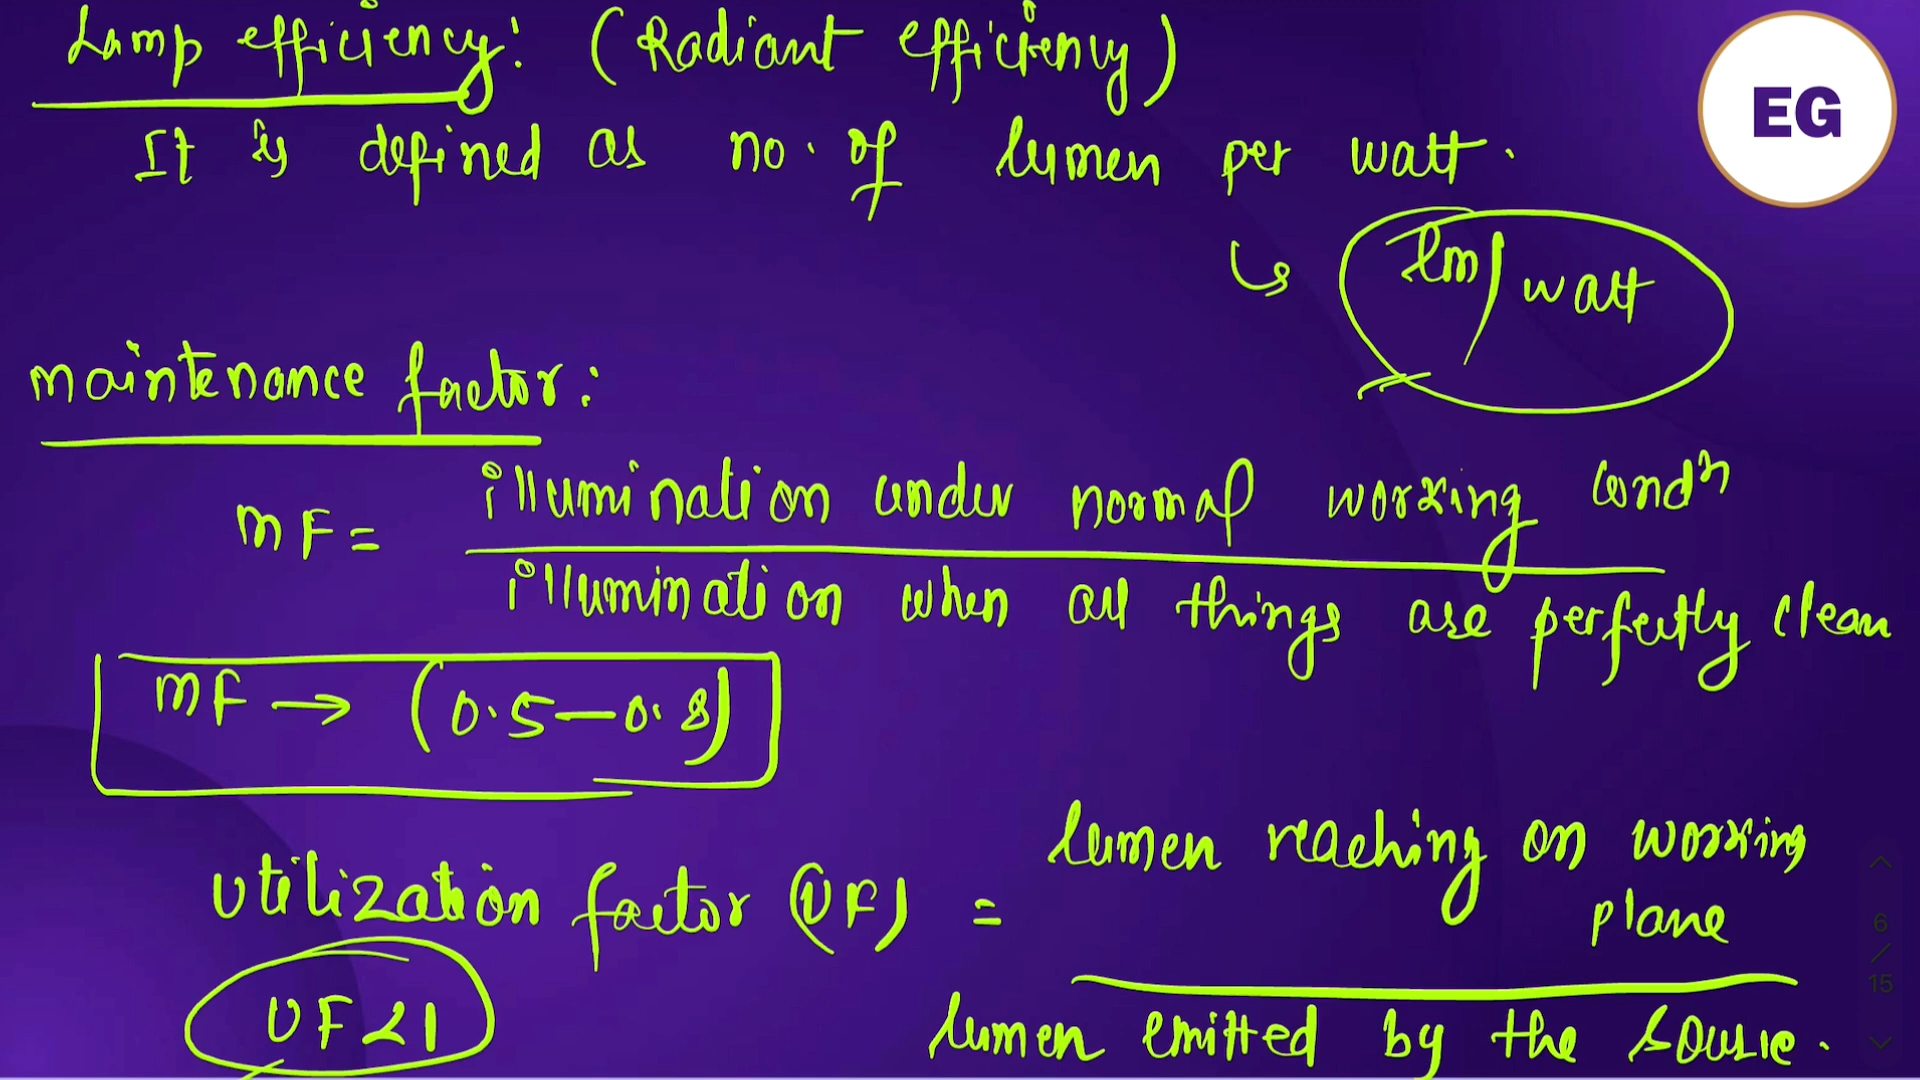 Lamp efficiency: (Radiant efficiency)
EG
It is defined as no. of lumen per watt.
↳ lm/watt
maintenance factor:
MF = illumination under normal working condn
illumination when all things are perfectly clean
MF → (0.5—0.8)
lumen reaching on working
plane
utilization factor (UF) =
lumen emitted by the source.
UF<1
6
/
15